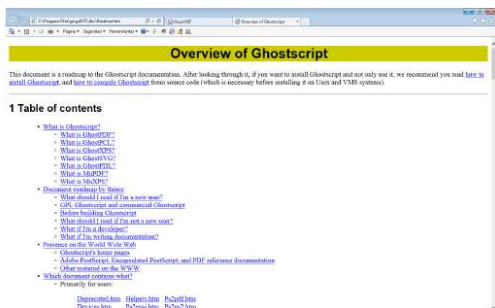 Overview of Ghostscript
Overview of Ghostscript
This document is a roadmap to the Ghostscript documentation. After looking through it, if you want to install Ghostscript and not only use it, we recommend you read how to
install Ghostscript, and how to compile Ghostscript from source code (which is necessary before installing it on Unix and VMS systems).
1 Table of contents
• What is Ghostscript?
◦ What is GhostPDF?
◦ What is GhostPCL?
◦ What is GhostXPS?
◦ What is GhostSVG?
◦ What is GhostPDL?
◦ What is MuPDF?
◦ What is MuXPS?
• Document roadmap by theme
◦ What should I read if I'm a new user?
◦ GPL Ghostscript and commercial Ghostscript
◦ Before building Ghostscript
◦ What should I read if I'm not a new user?
◦ What if I'm a developer?
◦ What if I'm writing documentation?
• Presence on the World Wide Web
◦ Ghostscript's home pages
◦ Adobe PostScript, Encapsulated PostScript, and PDF reference documentation
◦ Other material on the WWW
• Which document contains what?
◦ Primarily for users:
Deprecated.htm Helpers.htm Ps2pdf.htm
Devices.htm